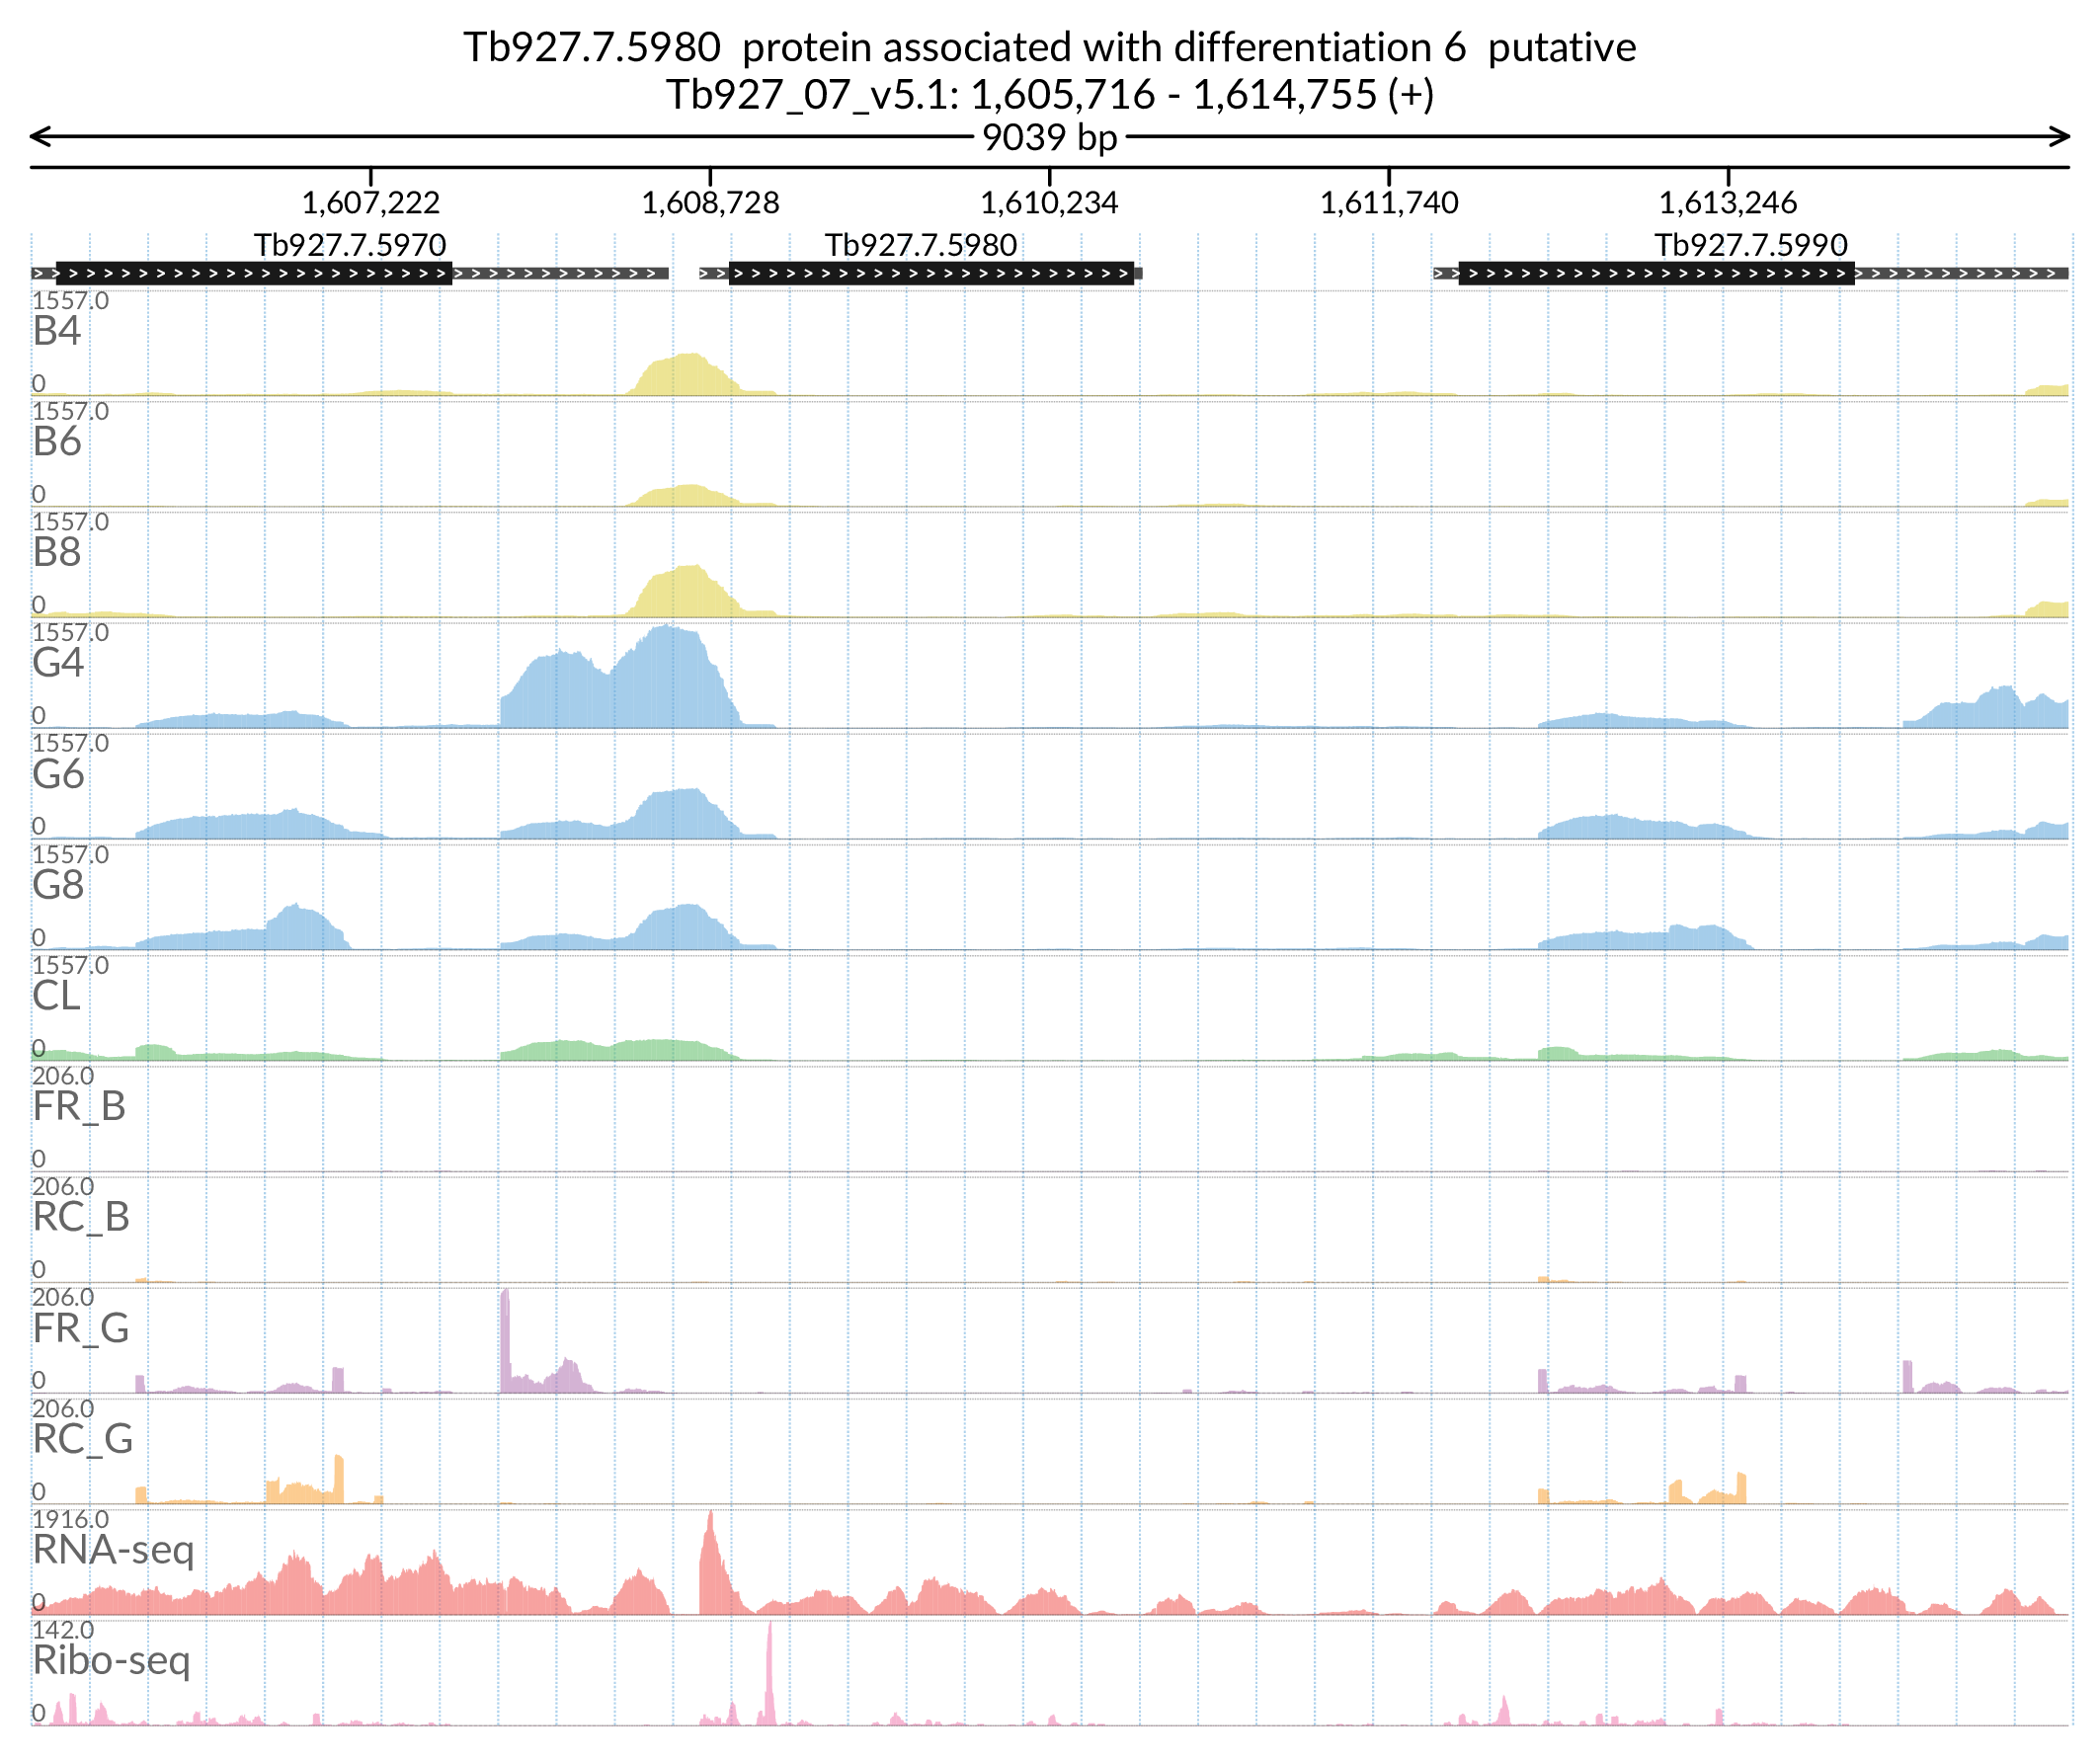 Tb927.7.5980  protein associated with differentiation 6  putative
Tb927_07_v5.1: 1,605,716 - 1,614,755 (+)
9039 bp
1,607,222 1,608,728 1,610,234 1,611,740 1,613,246
Tb927.7.5970 Tb927.7.5980 Tb927.7.5990
1557.0
B4
0
1557.0
B6
0
1557.0
B8
0
1557.0
G4
0
1557.0
G6
0
1557.0
G8
0
1557.0
CL
0
206.0
FR_B
0
206.0
RC_B
0
206.0
FR_G
0
206.0
RC_G
0
1916.0
RNA-seq
0
142.0
Ribo-seq
0